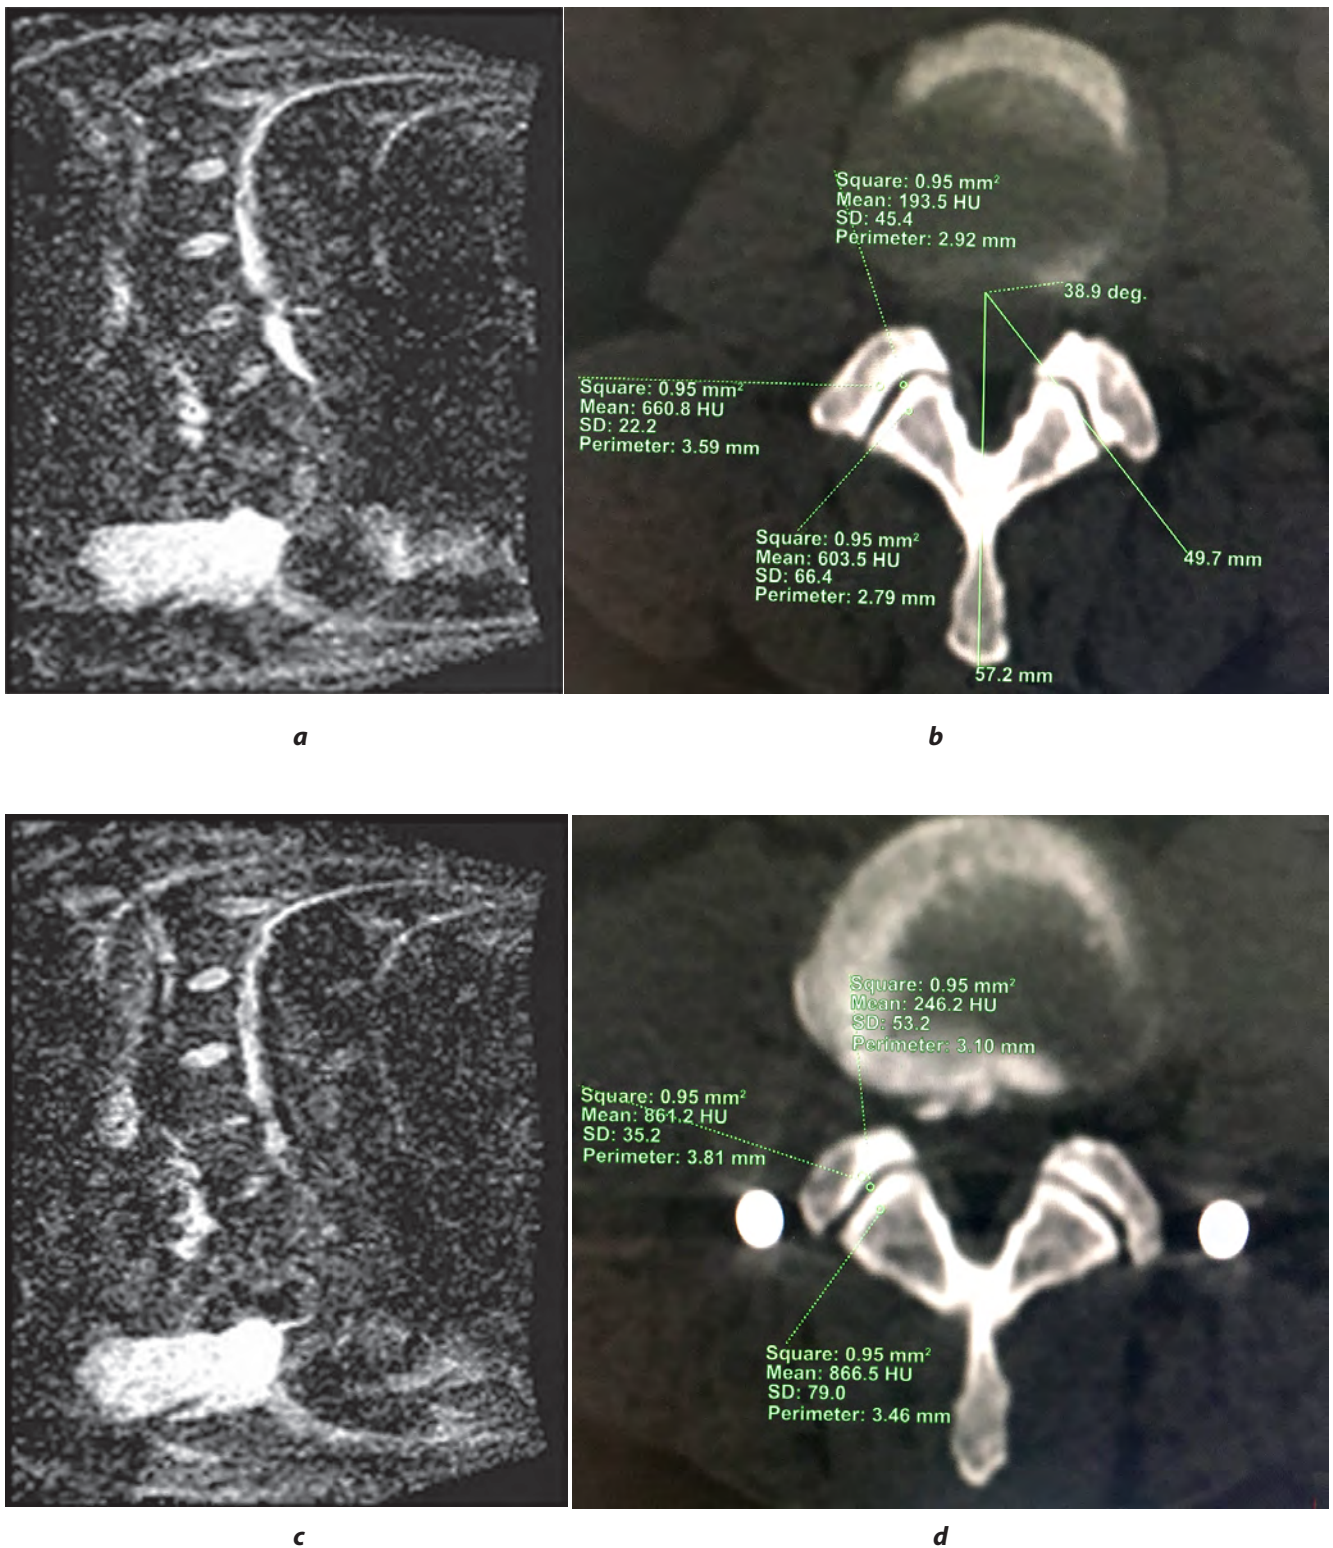 Square: 0.95 mm²
Mean: 193.5 HU
SD: 45.4
Perimeter: 2.92 mm
38.9 deg.
Square: 0.95 mm²
Mean: 660.8 HU
SD: 22.2
Perimeter: 3.59 mm
Square: 0.95 mm²
Mean: 603.5 HU
SD: 66.4
Perimeter: 2.79 mm
49.7 mm
57.2 mm
a
b
Square: 0.95 mm²
Mean: 246.2 HU
SD: 53.2
Perimeter: 3.10 mm
Square: 0.95 mm²
Mean: 861.2 HU
SD: 35.2
Perimeter: 3.81 mm
Square: 0.95 mm²
Mean: 866.5 HU
SD: 79.0
Perimeter: 3.46 mm
c
d